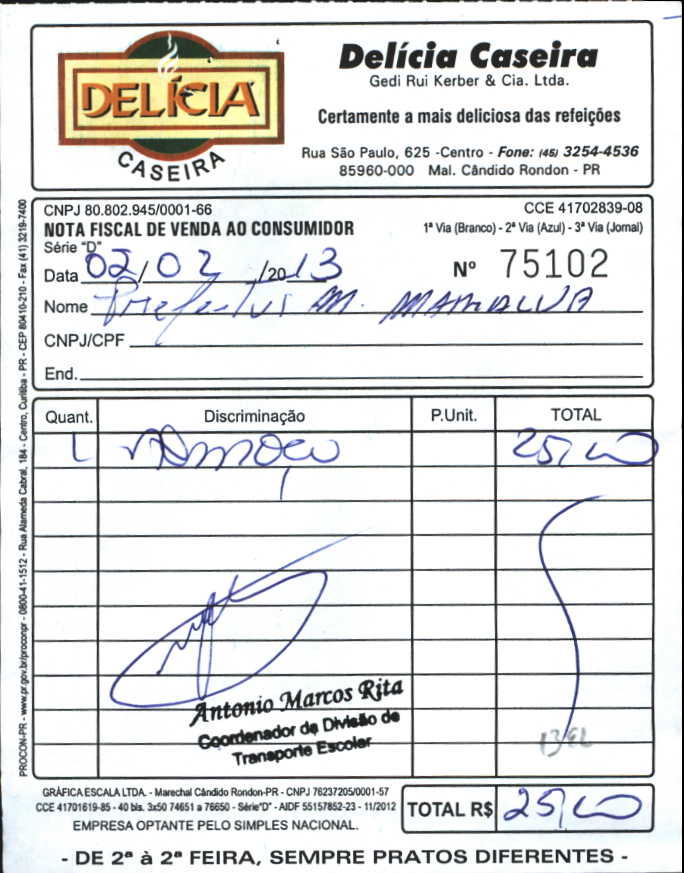 DELÍCIA
CASEIRA
Delícia Caseira
Gedi Rui Kerber & Cia. Ltda.
Certamente a mais deliciosa das refeições
Rua São Paulo, 625 -Centro - Fone: (45) 3254-4536
85960-000 Mal. Cândido Rondon - PR
CNPJ 80.802.945/0001-66
CCE 41702839-08
NOTA FISCAL DE VENDA AO CONSUMIDOR
1ª Via (Branco) - 2ª Via (Azul) - 3ª Via (Jornal)
Série "D"
Data 02/02/2013
Nº 75102
Nome M.
CNPJ/CPF
End.
Quant. Discriminação P.Unit. TOTAL
1 25,00
Antonio Marcos Rita
Coordenador da Divisão de
Transporte Escolar
GRÁFICA ESCALA LTDA. - Marechal Cândido Rondon-PR - CNPJ 76237205/0001-57
CCE 41701619-85 - 40 bls. 3x50 74651 a 76650 - Série"D" - AIDF 55157852-23 - 11/2012
EMPRESA OPTANTE PELO SIMPLES NACIONAL.
TOTAL R$ 25,00
- DE 2ª à 2ª FEIRA, SEMPRE PRATOS DIFERENTES -
PROCON-PR - www.pr.gov.br/proconpr - 0800-41-1512 - Rua Alameda Cabral, 184 - Centro, Curitiba - PR - CEP 80410-210 - Fax (41) 3219-7400